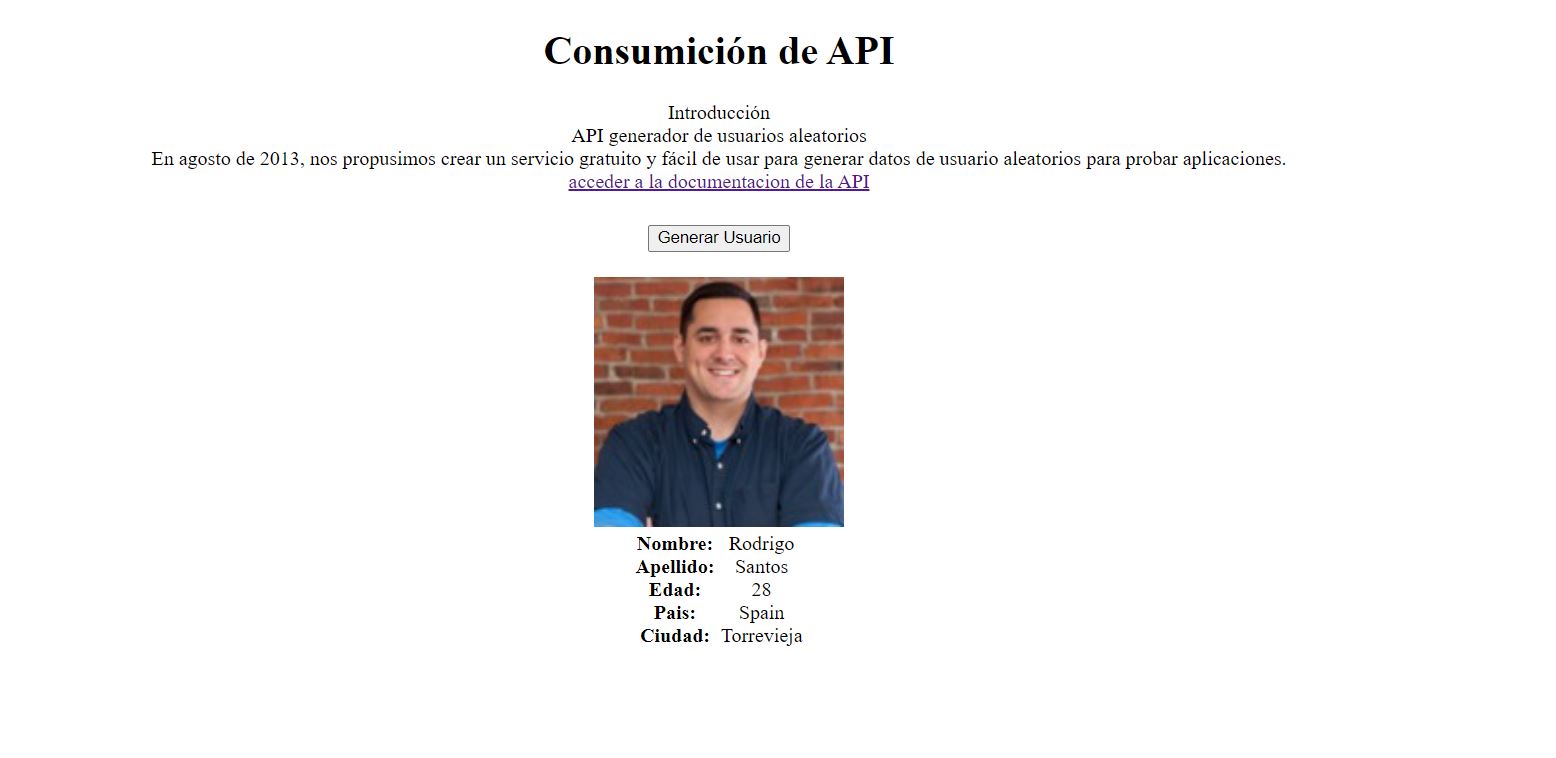 Consumición de API
Introducción
API generador de usuarios aleatorios
En agosto de 2013, nos propusimos crear un servicio gratuito y fácil de usar para generar datos de usuario aleatorios para probar aplicaciones.
acceder a la documentacion de la API
Generar Usuario
Nombre: Rodrigo
Apellido: Santos
Edad: 28
Pais: Spain
Ciudad: Torrevieja